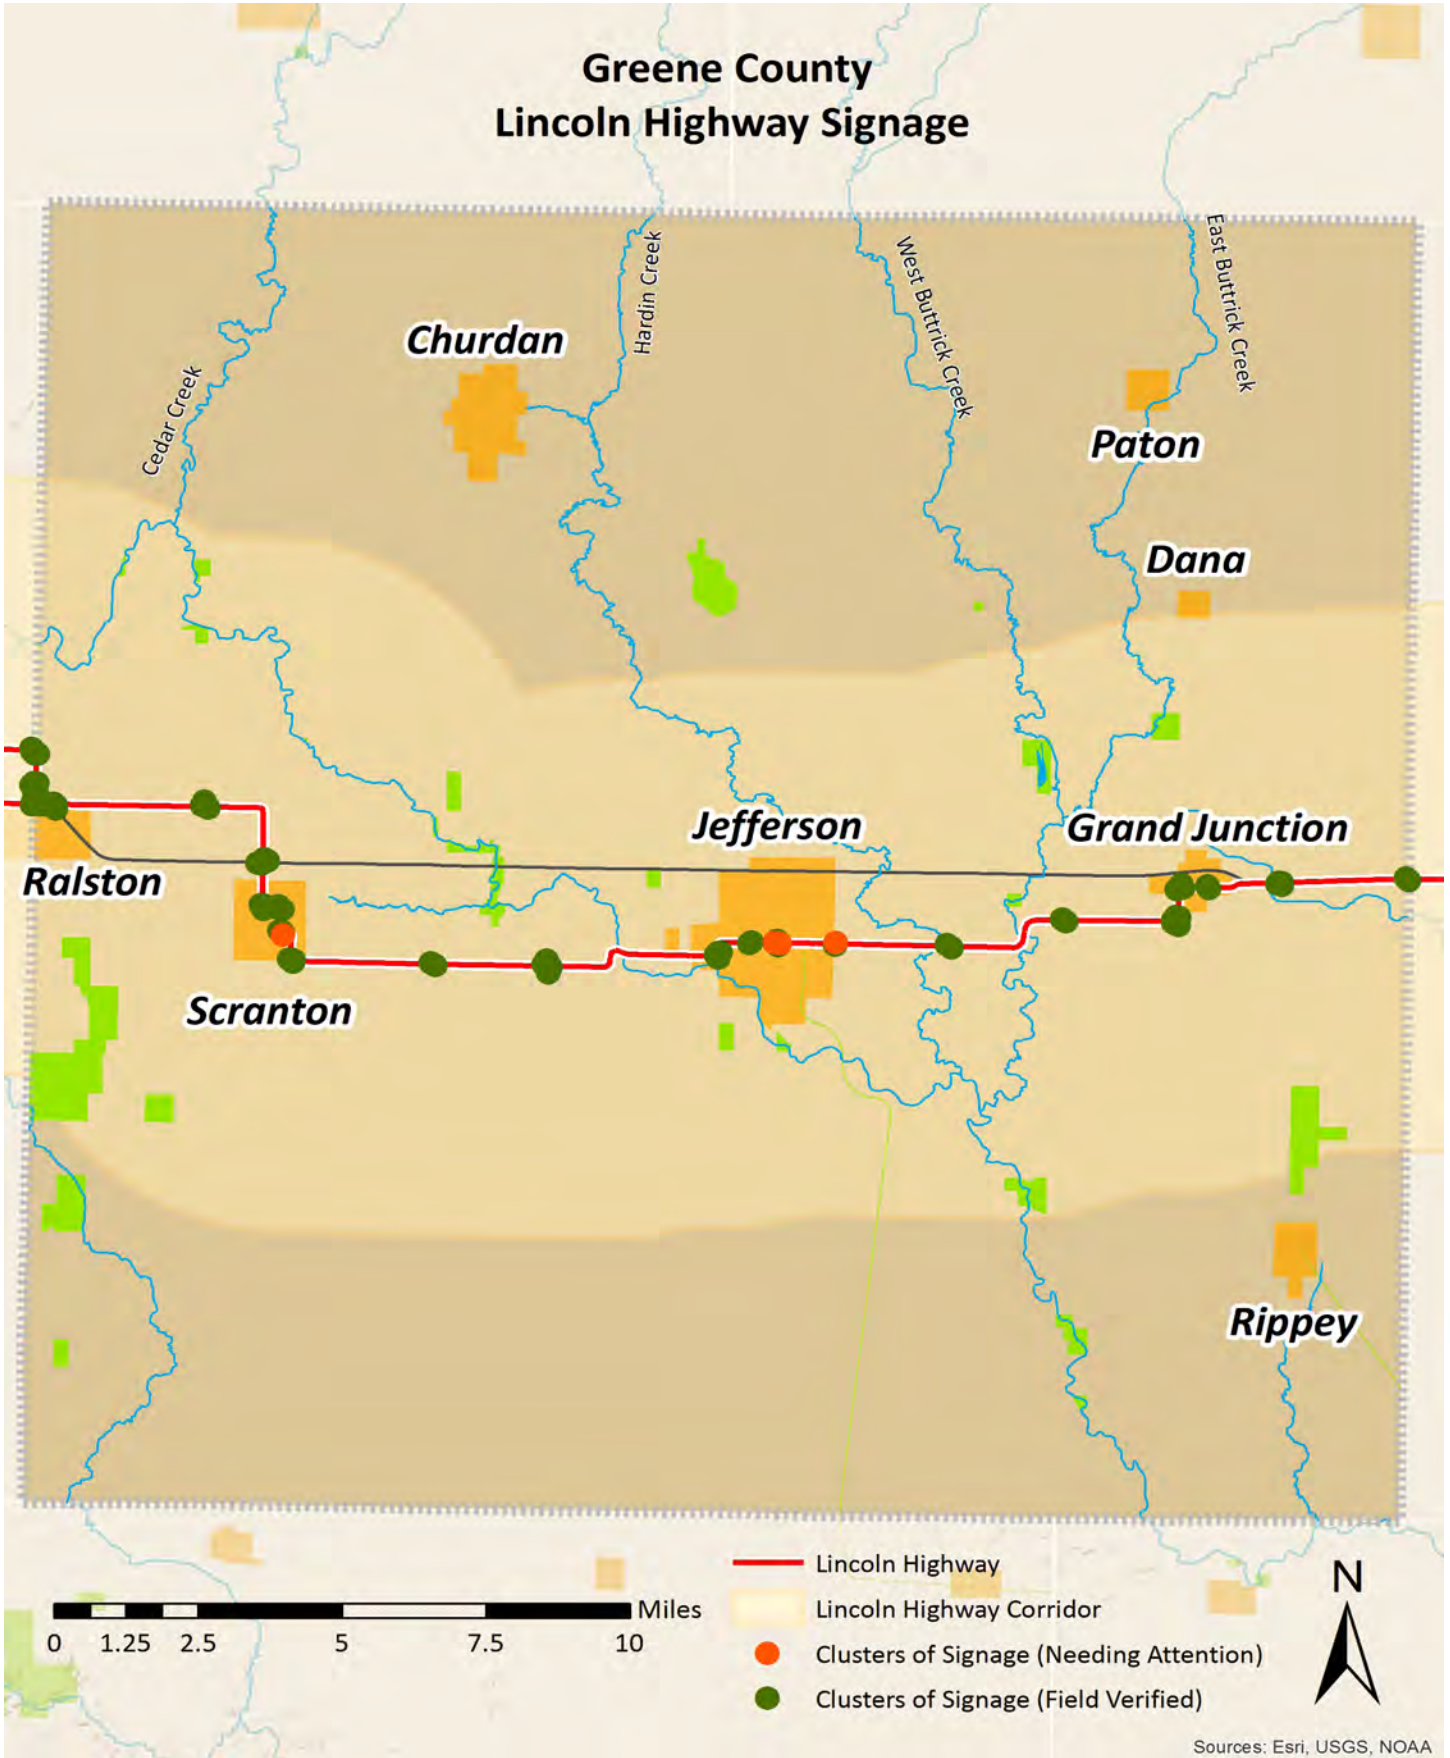 Greene County
Lincoln Highway Signage
East Buttrick Creek
Hardin Creek
West Buttrick Creek
Churdan
Cedar Creek
Paton
Dana
Jefferson
Grand Junction
Ralston
Scranton
Rippey
Lincoln Highway
N
Miles
Lincoln Highway Corridor
0 1.25 2.5 5 7.5 10
Clusters of Signage (Needing Attention)
Clusters of Signage (Field Verified)
Sources: Esri, USGS, NOAA